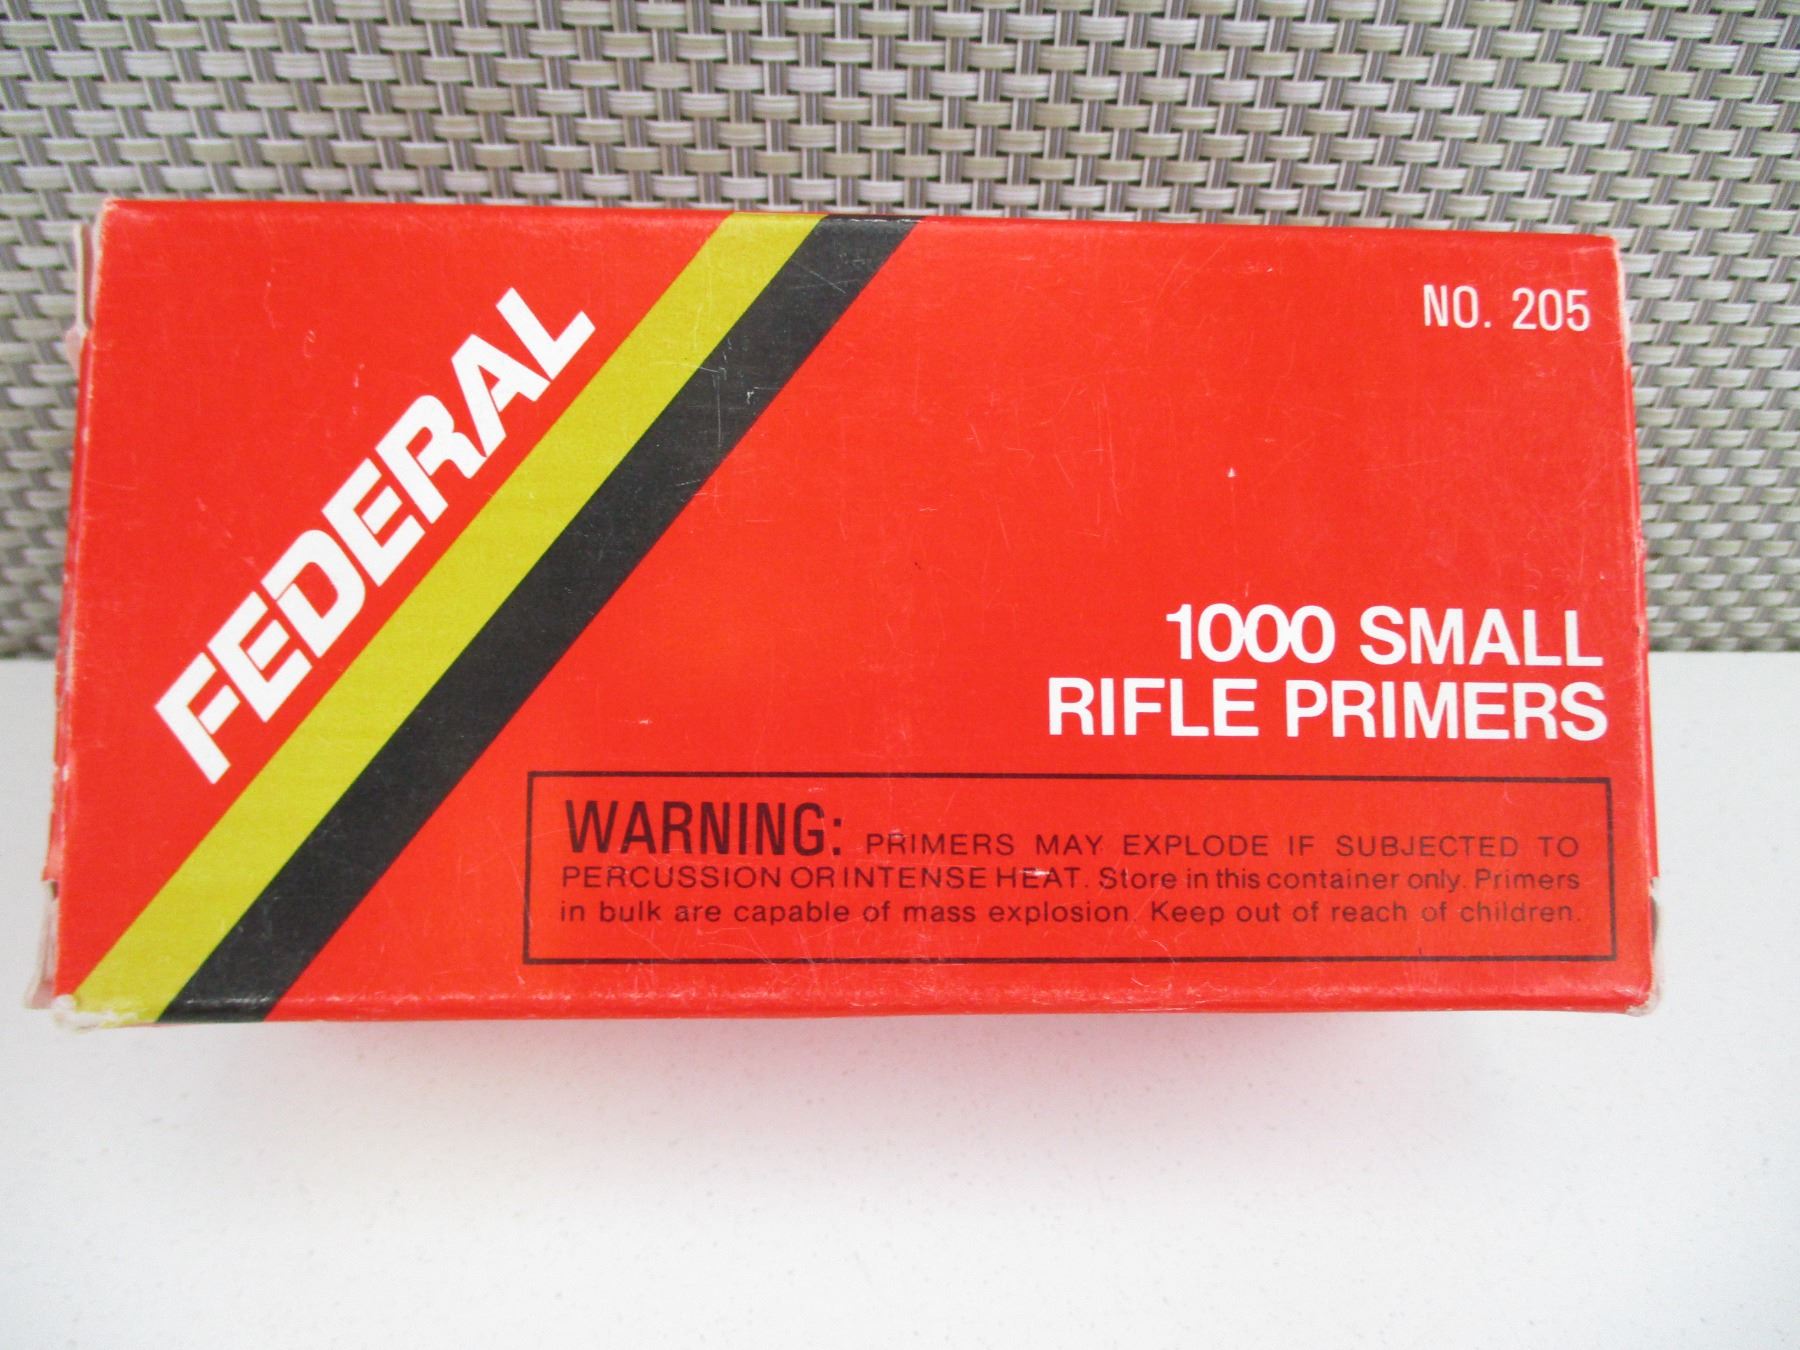 FEDERAL
NO. 205
1000 SMALL
RIFLE PRIMERS
WARNING: PRIMERS MAY EXPLODE IF SUBJECTED TO
PERCUSSION OR INTENSE HEAT. Store in this container only. Primers
in bulk are capable of mass explosion. Keep out of reach of children.